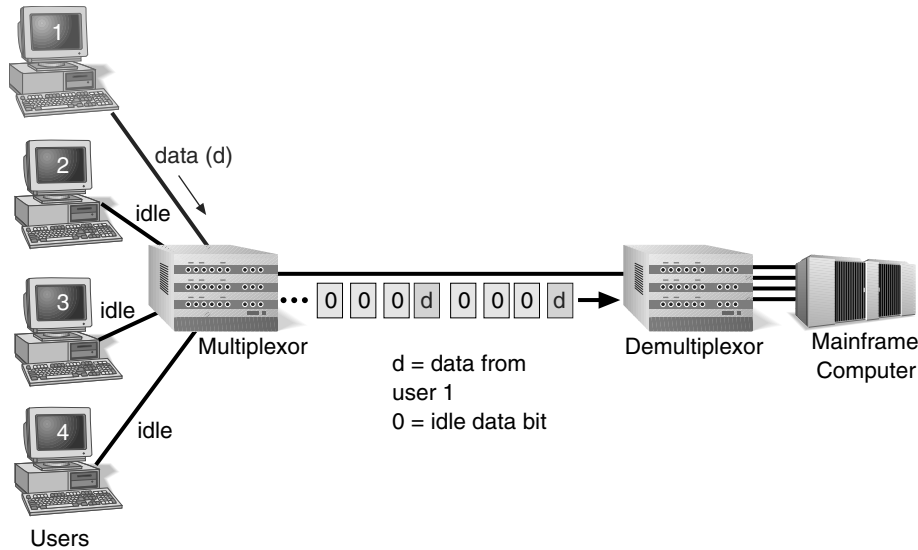 1
data (d)
2
idle
3
idle
4
idle
Users
Multiplexor
0 0 0 d 0 0 0 d
d = data from
user 1
0 = idle data bit
Demultiplexor
Mainframe
Computer